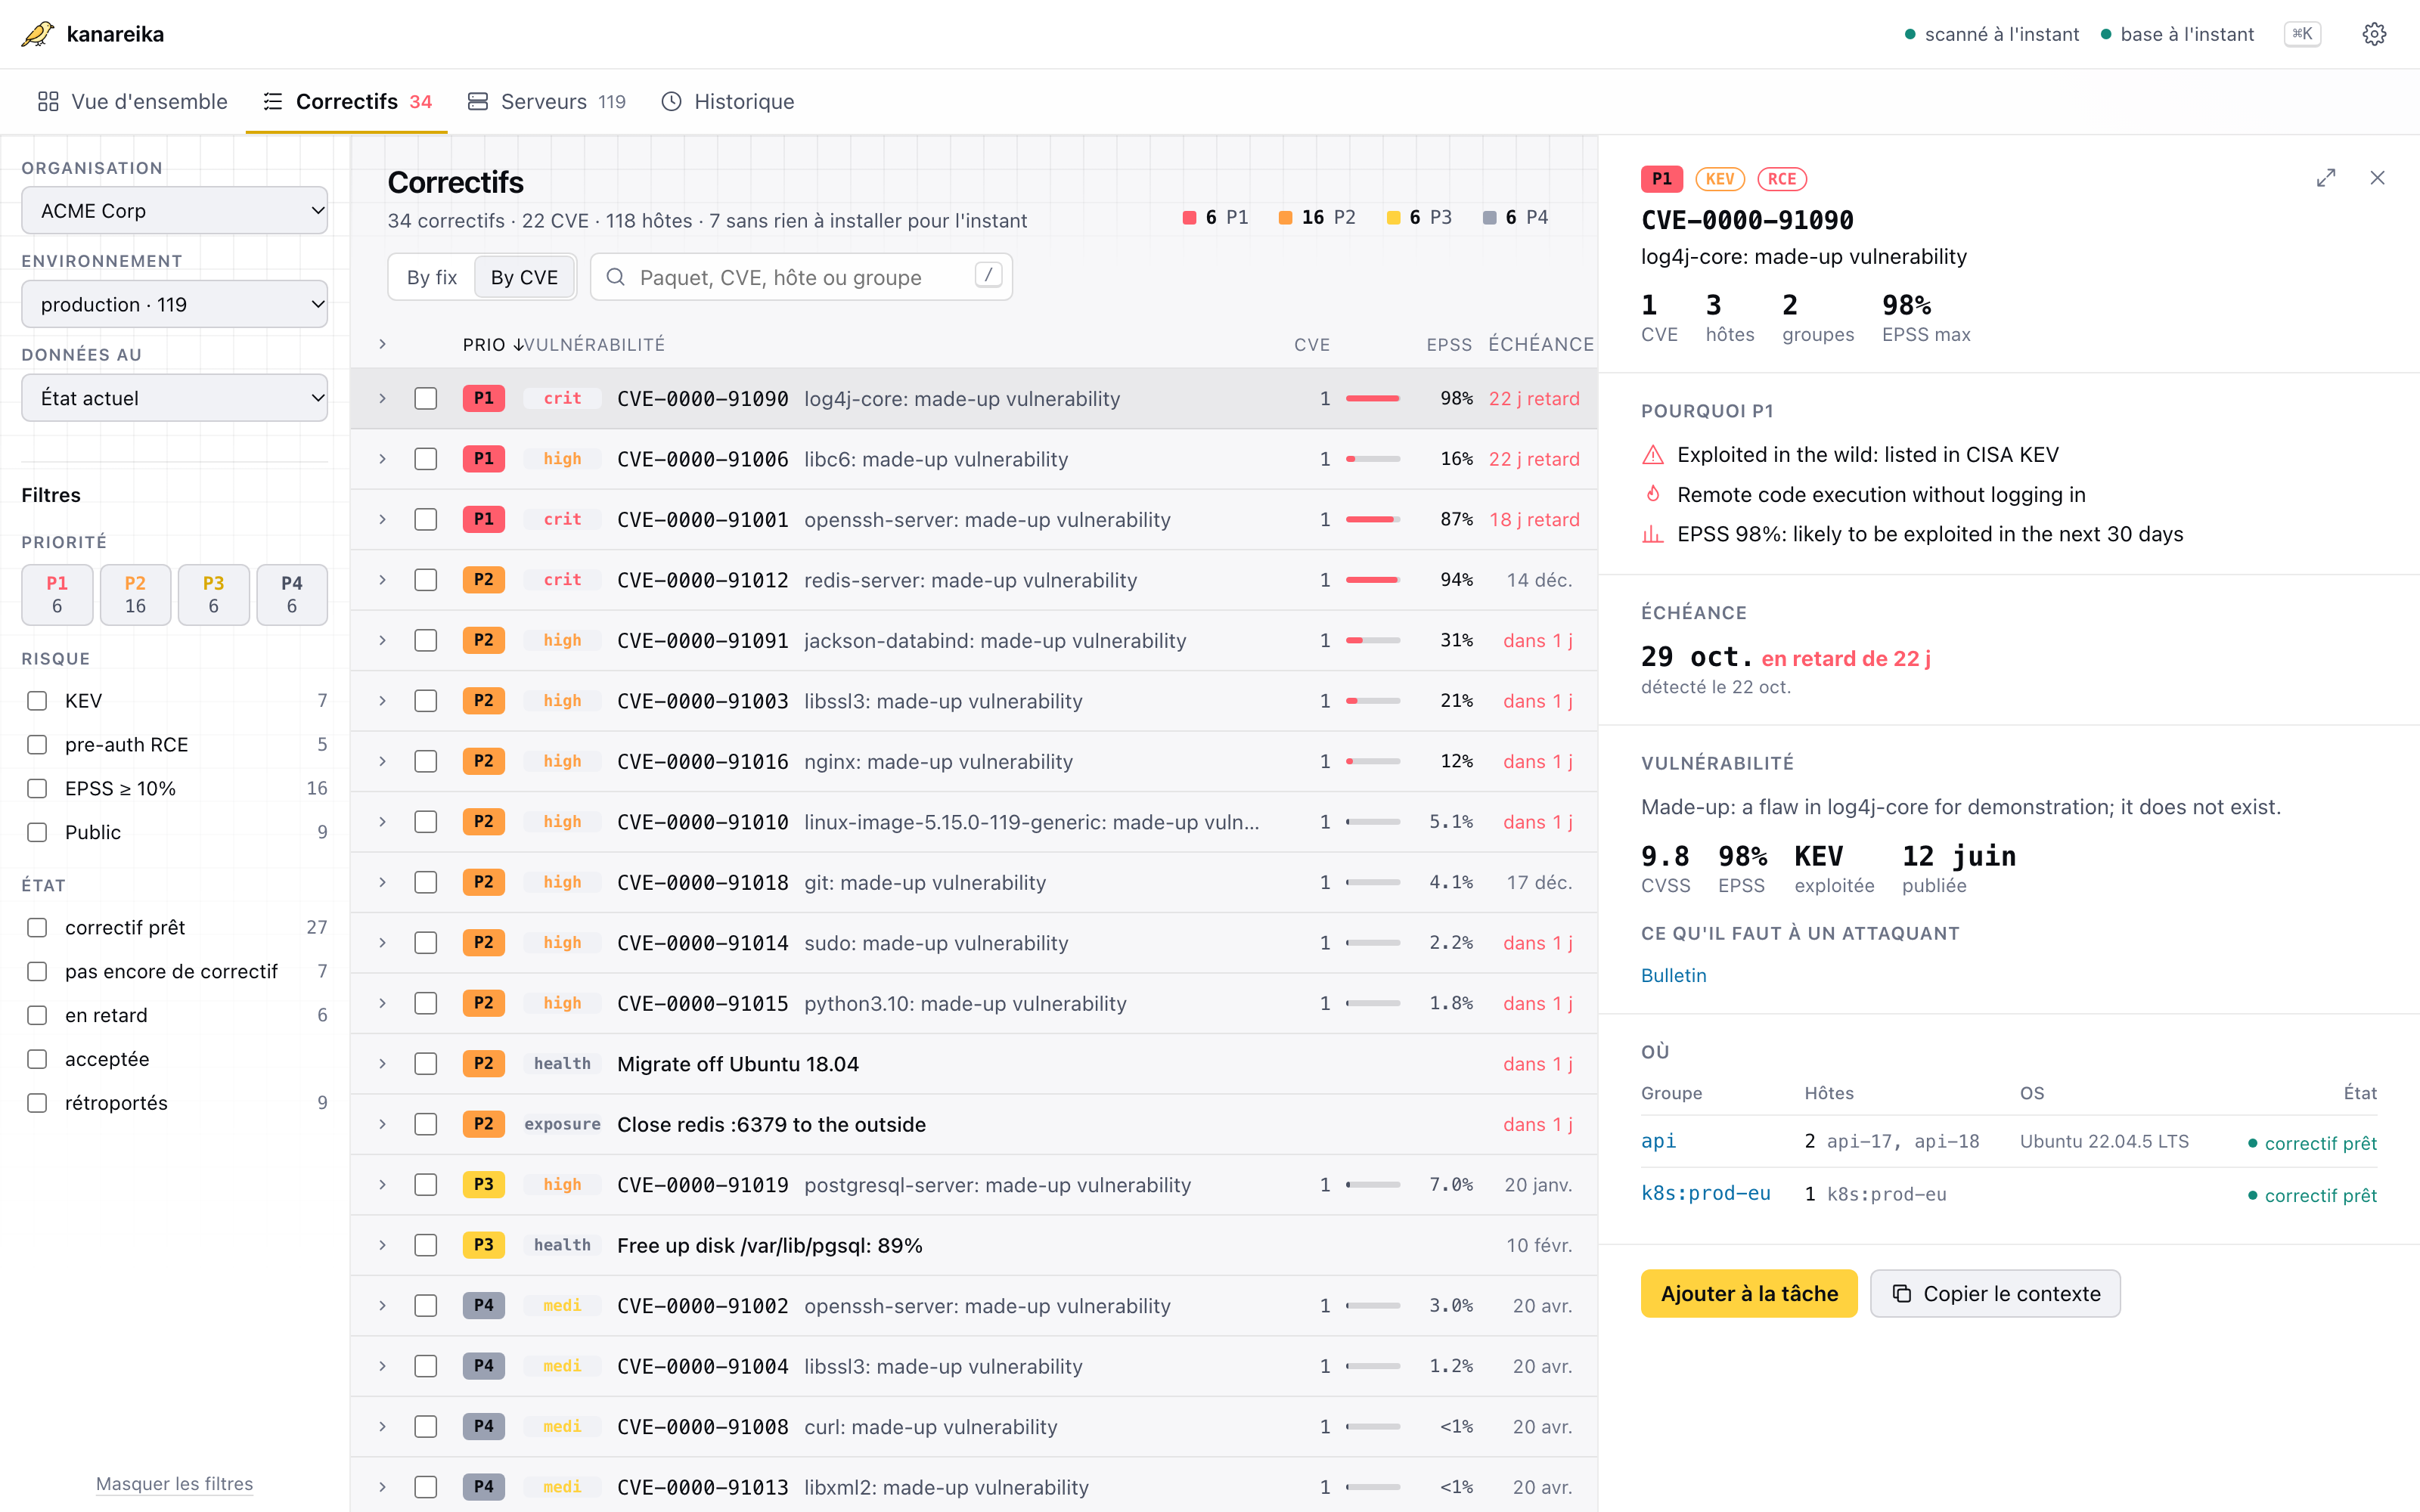 kanareika
scanné à l'instant
base à l'instant
⌘K
Vue d'ensemble
Correctifs 34
Serveurs 119
Historique
ORGANISATION
ACME Corp
ENVIRONNEMENT
production · 119
DONNÉES AU
État actuel
Filtres
PRIORITÉ
P1 P2 P3 P4
6 16 6 6
RISQUE
KEV 7
pre-auth RCE 5
EPSS ≥ 10% 16
Public 9
ÉTAT
correctif prêt 27
pas encore de correctif 7
en retard 6
acceptée
rétroportés 9
Masquer les filtres
Correctifs
34 correctifs · 22 CVE · 118 hôtes · 7 sans rien à installer pour l'instant
6 P1 16 P2 6 P3 6 P4
By fix By CVE
Paquet, CVE, hôte ou groupe /
PRIO ↓ VULNÉRABILITÉ CVE EPSS ÉCHÉANCE
P1 crit CVE-0000-91090 log4j-core: made-up vulnerability 1 98% 22 j retard
P1 high CVE-0000-91006 libc6: made-up vulnerability 1 16% 22 j retard
P1 crit CVE-0000-91001 openssh-server: made-up vulnerability 1 87% 18 j retard
P2 crit CVE-0000-91012 redis-server: made-up vulnerability 1 94% 14 déc.
P2 high CVE-0000-91091 jackson-databind: made-up vulnerability 1 31% dans 1 j
P2 high CVE-0000-91003 libssl3: made-up vulnerability 1 21% dans 1 j
P2 high CVE-0000-91016 nginx: made-up vulnerability 1 12% dans 1 j
P2 high CVE-0000-91010 linux-image-5.15.0-119-generic: made-up vuln... 1 5.1% dans 1 j
P2 high CVE-0000-91018 git: made-up vulnerability 1 4.1% 17 déc.
P2 high CVE-0000-91014 sudo: made-up vulnerability 1 2.2% dans 1 j
P2 high CVE-0000-91015 python3.10: made-up vulnerability 1 1.8% dans 1 j
P2 health Migrate off Ubuntu 18.04 dans 1 j
P2 exposure Close redis :6379 to the outside dans 1 j
P3 high CVE-0000-91019 postgresql-server: made-up vulnerability 1 7.0% 20 janv.
P3 health Free up disk /var/lib/pgsql: 89% 10 févr.
P4 medi CVE-0000-91002 openssh-server: made-up vulnerability 1 3.0% 20 avr.
P4 medi CVE-0000-91004 libssl3: made-up vulnerability 1 1.2% 20 avr.
P4 medi CVE-0000-91008 curl: made-up vulnerability 1 <1% 20 avr.
P4 medi CVE-0000-91013 libxml2: made-up vulnerability 1 <1% 20 avr.
P1 KEV RCE
CVE-0000-91090
log4j-core: made-up vulnerability
1 3 2 98%
CVE hôtes groupes EPSS max
POURQUOI P1
Exploited in the wild: listed in CISA KEV
Remote code execution without logging in
EPSS 98%: likely to be exploited in the next 30 days
ÉCHÉANCE
29 oct. en retard de 22 j
détecté le 22 oct.
VULNÉRABILITÉ
Made-up: a flaw in log4j-core for demonstration; it does not exist.
9.8 98% KEV 12 juin
CVSS EPSS exploitée publiée
CE QU'IL FAUT À UN ATTAQUANT
Bulletin
OÙ
Groupe Hôtes OS État
api 2 api-17, api-18 Ubuntu 22.04.5 LTS correctif prêt
k8s:prod-eu 1 k8s:prod-eu correctif prêt
Ajouter à la tâche
Copier le contexte